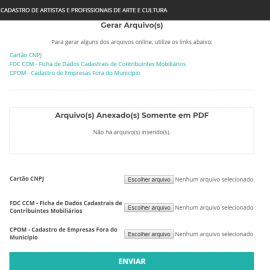 CADASTRO DE ARTISTAS E PROFISSIONAIS DE ARTE E CULTURA
Gerar Arquivo(s)
Para gerar alguns dos arquivos online, utilize os links abaixo:
Cartão CNPJ
FDC CCM - Ficha de Dados Cadastrais de Contribuintes Mobiliários
CPOM - Cadastro de Empresas Fora do Município
Arquivo(s) Anexado(s) Somente em PDF
Não há arquivo(s) inserido(s).
Cartão CNPJ
Escolher arquivo Nenhum arquivo selecionado
FDC CCM - Ficha de Dados Cadastrais de
Contribuintes Mobiliários
Escolher arquivo Nenhum arquivo selecionado
CPOM - Cadastro de Empresas Fora do
Município
Escolher arquivo Nenhum arquivo selecionado
ENVIAR